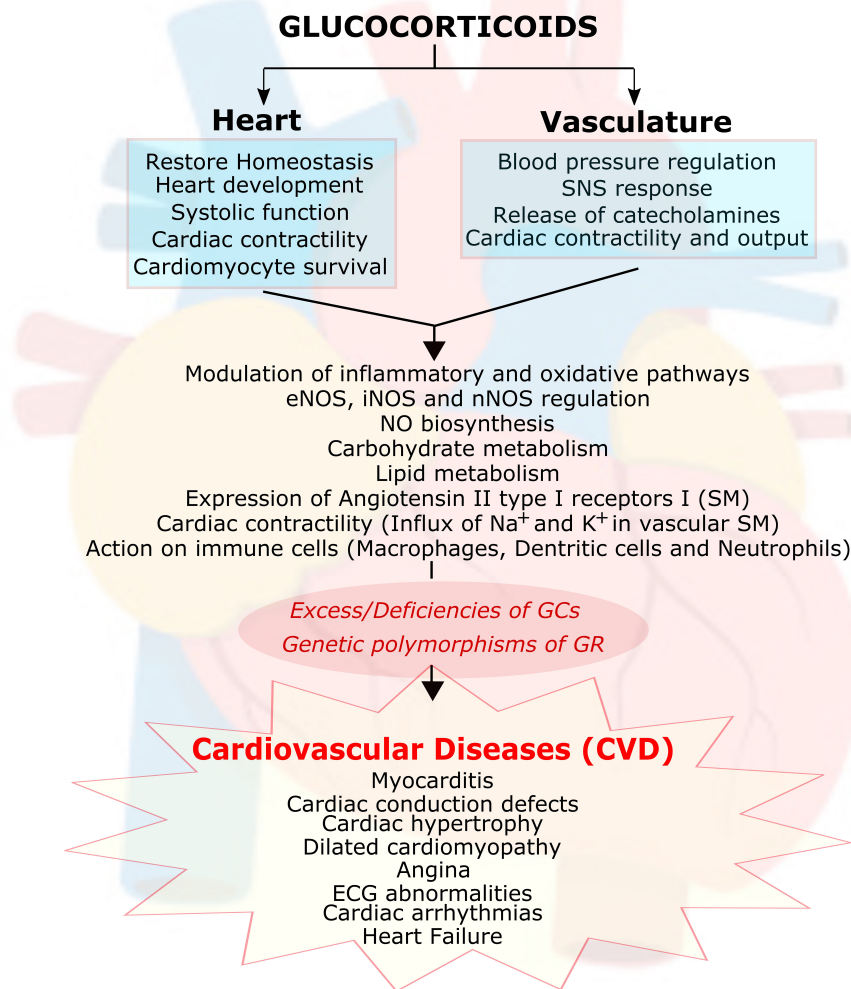 GLUCOCORTICOIDS
Heart
Restore Homeostasis
Heart development
Systolic function
Cardiac contractility
Cardiomyocyte survival
Vasculature
Blood pressure regulation
SNS response
Release of catecholamines
Cardiac contractility and output
Modulation of inflammatory and oxidative pathways
eNOS, iNOS and nNOS regulation
NO biosynthesis
Carbohydrate metabolism
Lipid metabolism
Expression of Angiotensin II type I receptors I (SM)
Cardiac contractility (Influx of Na⁺ and K⁺ in vascular SM)
Action on immune cells (Macrophages, Dentritic cells and Neutrophils)
Excess/Deficiencies of GCs
Genetic polymorphisms of GR
Cardiovascular Diseases (CVD)
Myocarditis
Cardiac conduction defects
Cardiac hypertrophy
Dilated cardiomyopathy
Angina
ECG abnormalities
Cardiac arrhythmias
Heart Failure